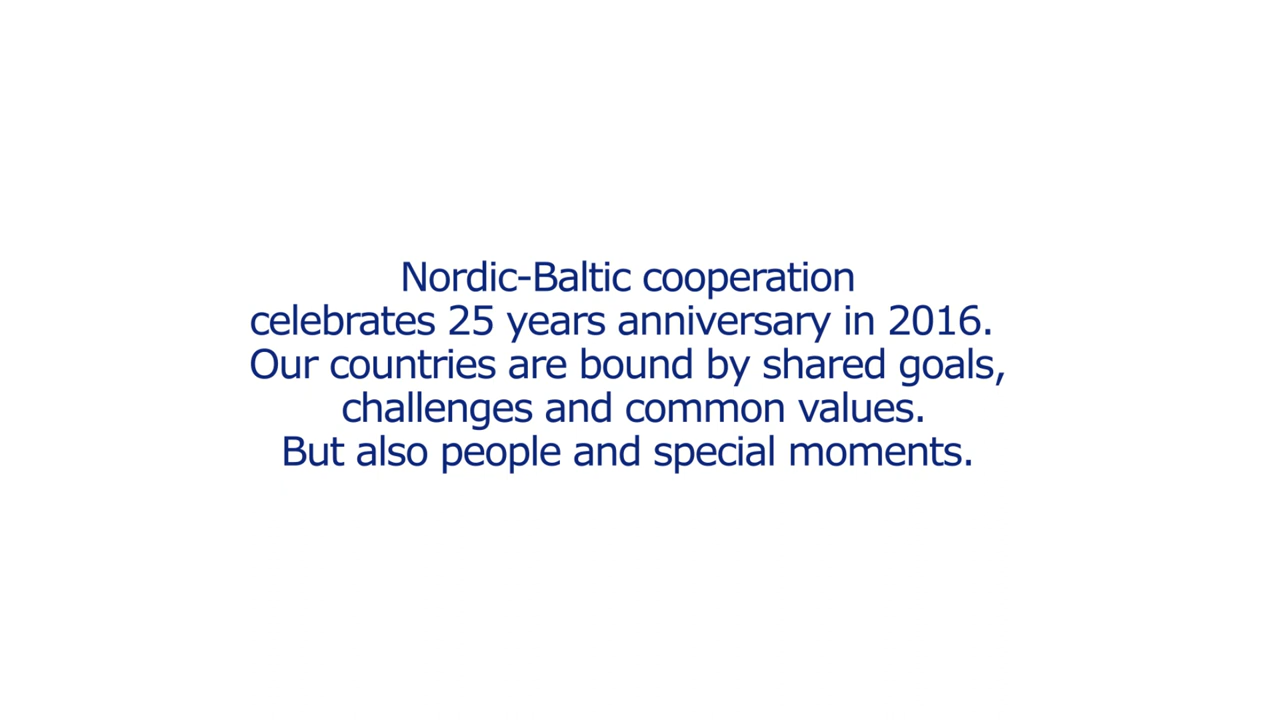 Nordic-Baltic cooperation
celebrates 25 years anniversary in 2016.
Our countries are bound by shared goals,
challenges and common values.
But also people and special moments.